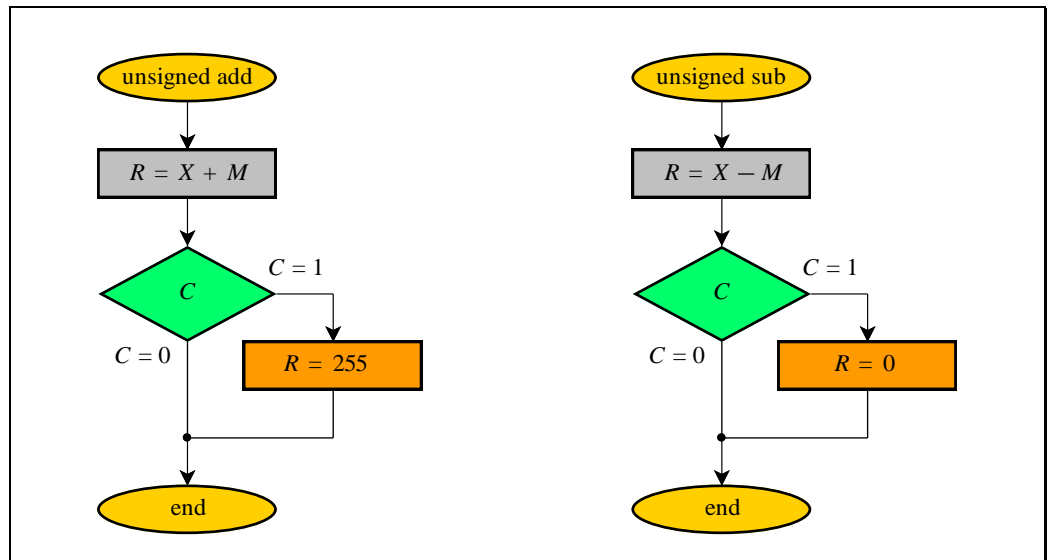 unsigned add
R = X + M
C
C = 1
C = 0
R = 255
end
unsigned sub
R = X − M
C
C = 1
C = 0
R = 0
end